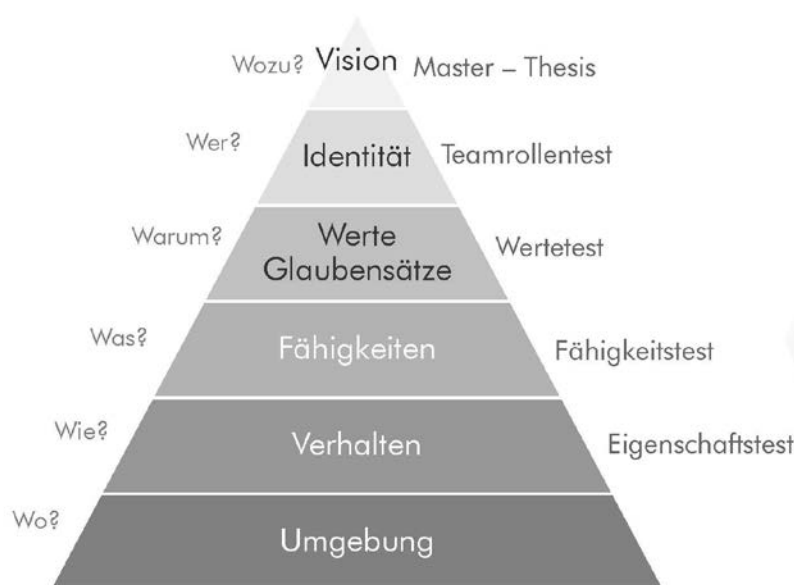 Wozu? Vision Master – Thesis
Wer? Identität Teamrollentest
Warum? Werte Glaubensätze Wertetest
Was? Fähigkeiten Fähigkeitstest
Wie? Verhalten Eigenschaftstest
Wo? Umgebung